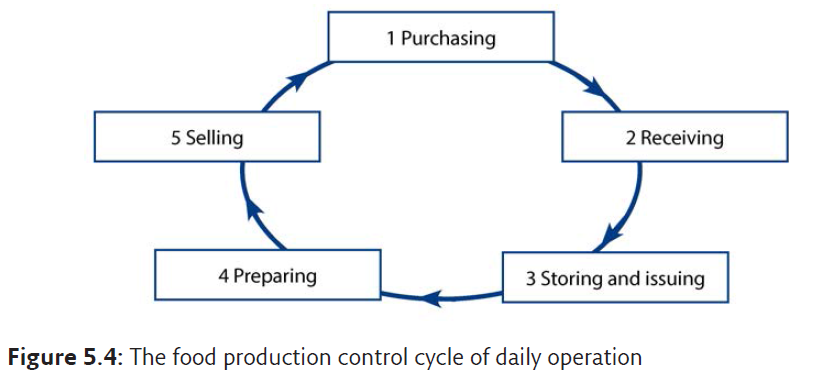 1 Purchasing
2 Receiving
3 Storing and issuing
4 Preparing
5 Selling
Figure 5.4: The food production control cycle of daily operation